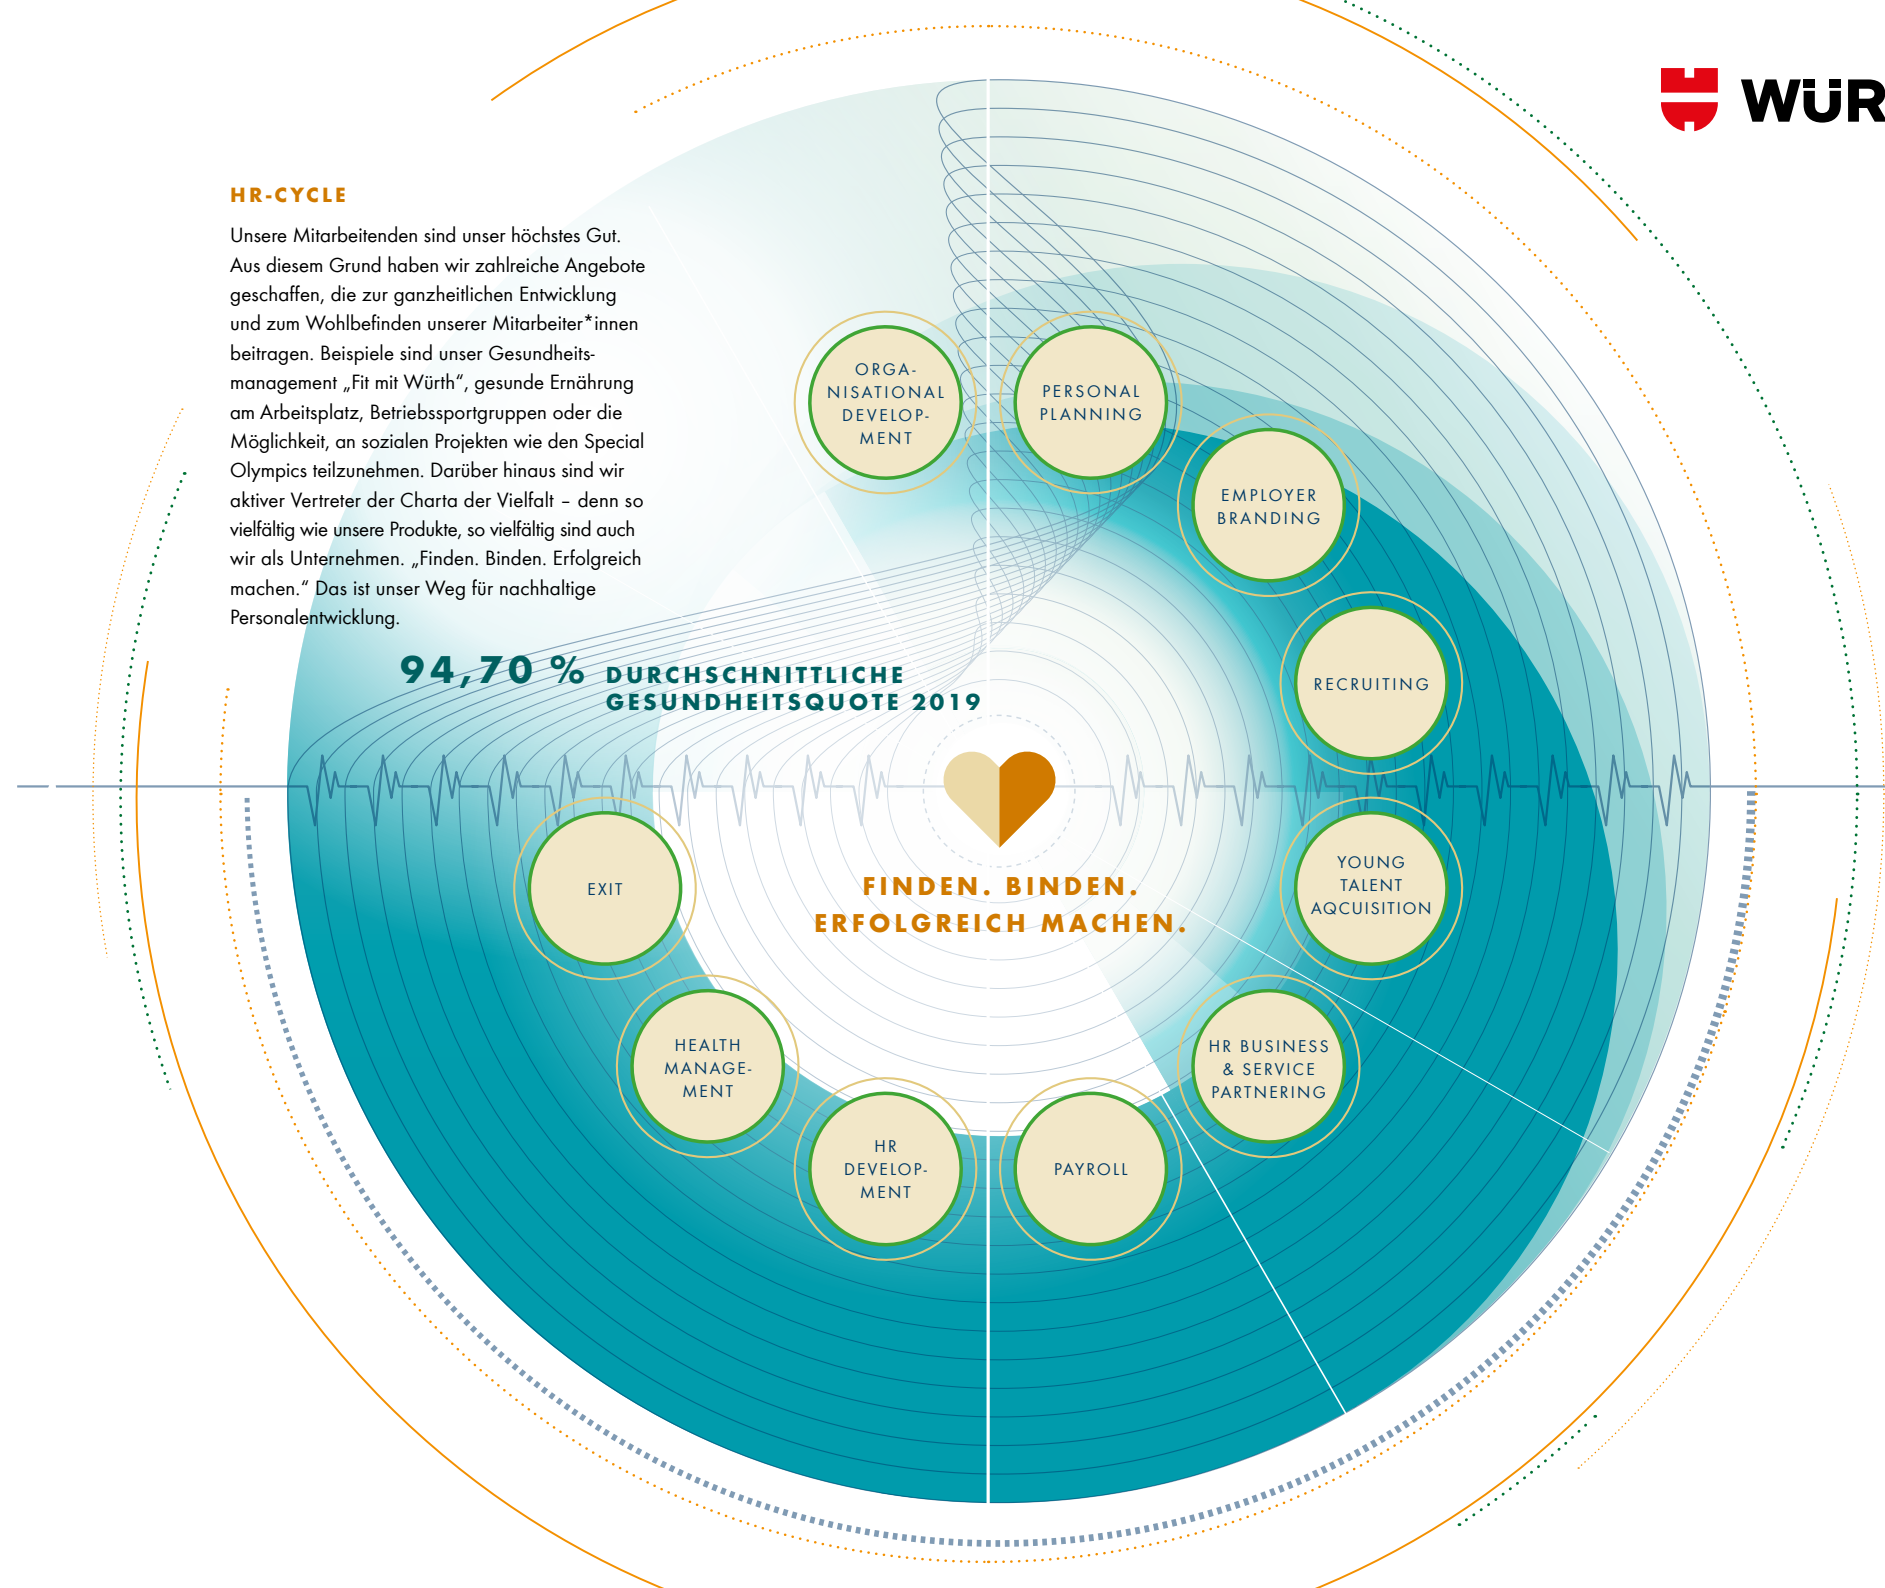 WÜR
HR-CYCLE
Unsere Mitarbeitenden sind unser höchstes Gut.
Aus diesem Grund haben wir zahlreiche Angebote
geschaffen, die zur ganzheitlichen Entwicklung
und zum Wohlbefinden unserer Mitarbeiter*innen
beitragen. Beispiele sind unser Gesundheits-
management „Fit mit Würth“, gesunde Ernährung
am Arbeitsplatz, Betriebssportgruppen oder die
Möglichkeit, an sozialen Projekten wie den Special
Olympics teilzunehmen. Darüber hinaus sind wir
aktiver Vertreter der Charta der Vielfalt – denn so
vielfältig wie unsere Produkte, so vielfältig sind auch
wir als Unternehmen. „Finden. Binden. Erfolgreich
machen.“ Das ist unser Weg für nachhaltige
Personalentwicklung.
94,70 % DURCHSCHNITTLICHE
GESUNDHEITSQUOTE 2019
ORGA-
NISATIONAL
DEVELOP-
MENT
PERSONAL
PLANNING
EMPLOYER
BRANDING
RECRUITING
YOUNG
TALENT
AQCUISITION
HR BUSINESS
& SERVICE
PARTNERING
PAYROLL
HR
DEVELOP-
MENT
HEALTH
MANAGE-
MENT
EXIT
FINDEN. BINDEN.
ERFOLGREICH MACHEN.